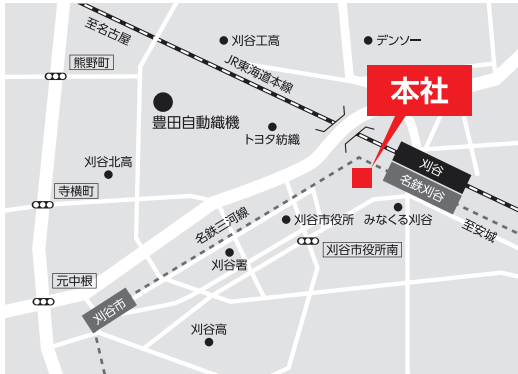 至名古屋
刈谷工高
デンソー
熊野町
JR東海道本線
本社
豊田自動織機
トヨタ紡織
刈谷北高
刈谷
寺横町
名鉄刈谷
名鉄三河線
刈谷市役所
みなくる刈谷
至安城
刈谷市役所南
刈谷署
元中根
刈谷市
刈谷高